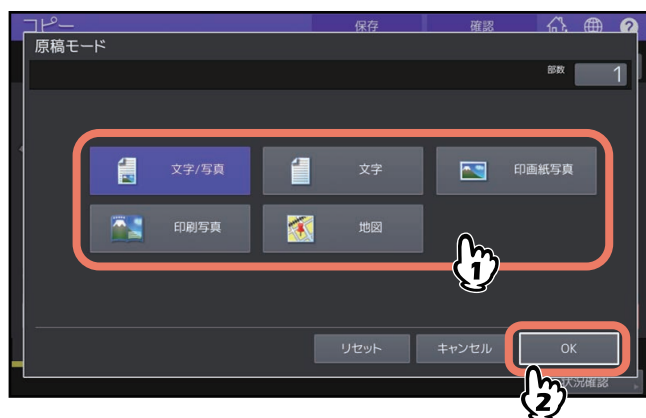 コピー 保存 確認
原稿モード
部数 1
文字/写真 文字 印画紙写真
印刷写真 地図
1
リセット キャンセル OK
状況確認
2